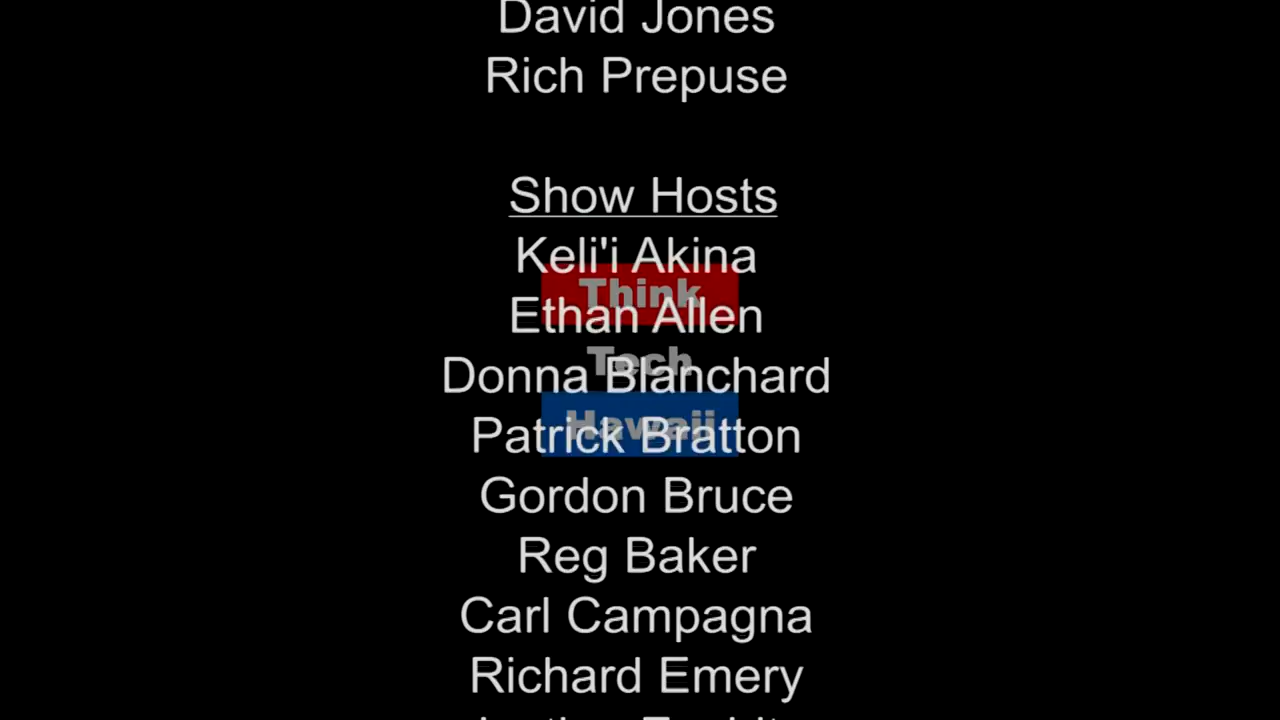 David Jones
Rich Prepuse
Show Hosts
Keli'i Akina
Think
Ethan Allen
Tech
Donna Blanchard
Hawaii
Patrick Bratton
Gordon Bruce
Reg Baker
Carl Campagna
Richard Emery